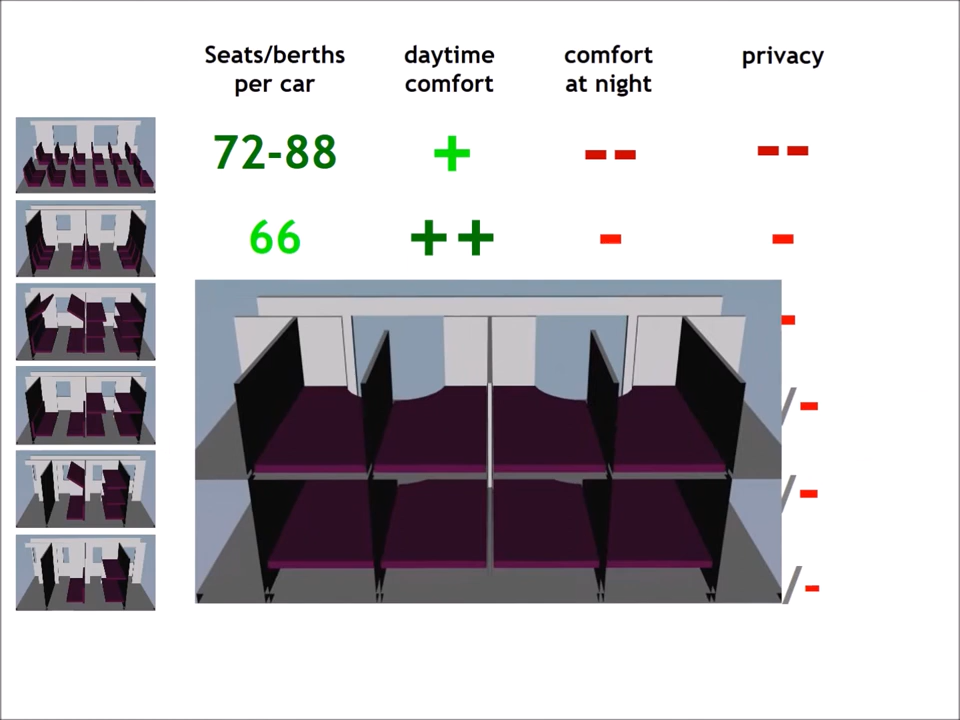 Seats/berths per car daytime comfort comfort at night privacy
72-88 + -- --
66 ++ - -
-
/-
/-
/-